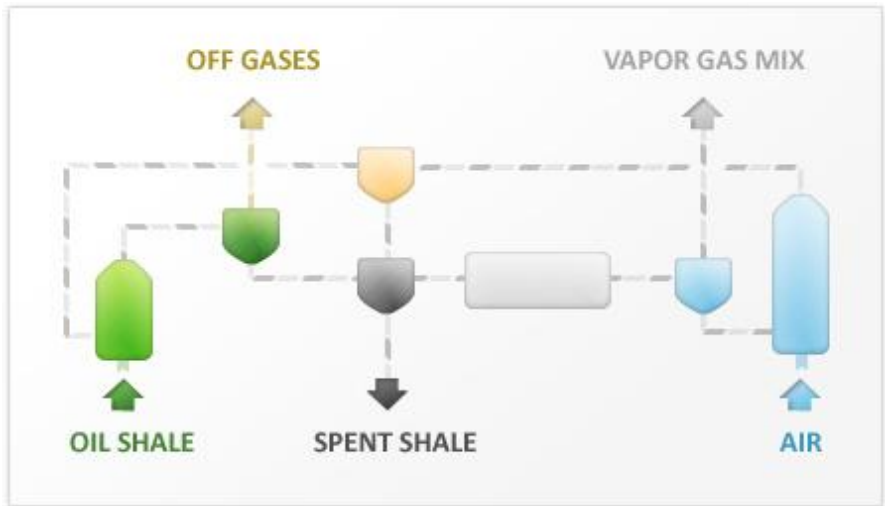 OFF GASES
VAPOR GAS MIX
OIL SHALE
SPENT SHALE
AIR